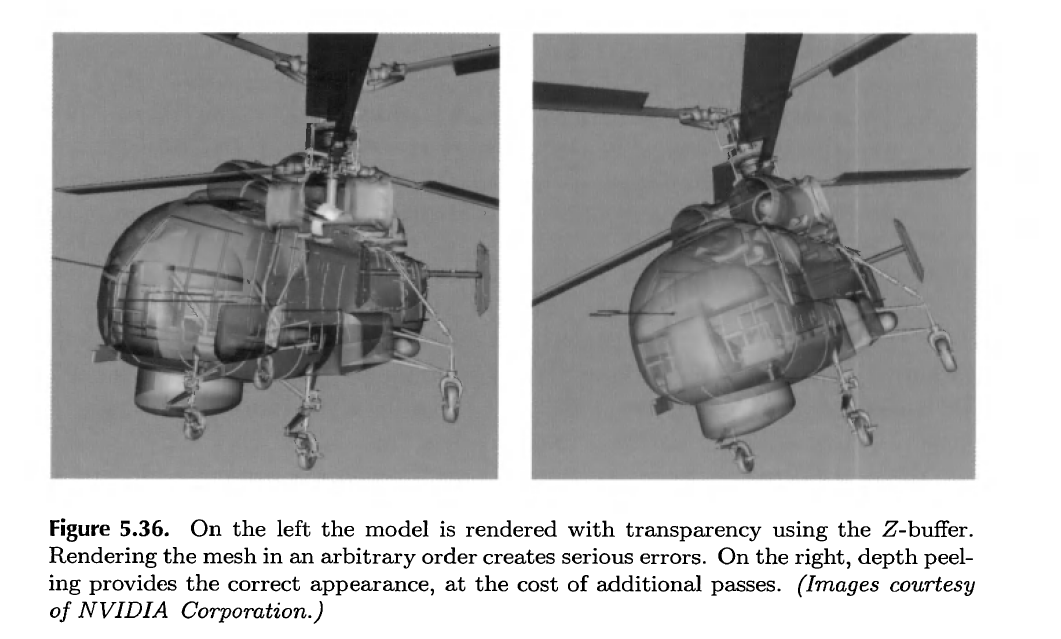 Figure 5.36. On the left the model is rendered with transparency using the Z-buffer.
Rendering the mesh in an arbitrary order creates serious errors. On the right, depth peel-
ing provides the correct appearance, at the cost of additional passes. (Images courtesy
of NVIDIA Corporation.)